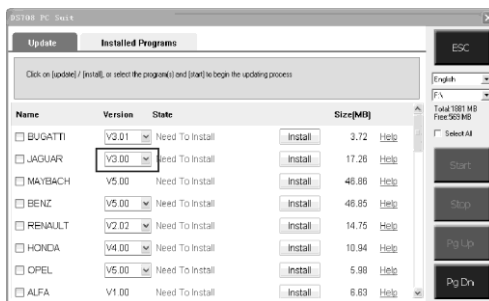 DS708 PC Suit
Update Installed Programs
ESC
Click on [update] / [install], or select the program(s) and [start] to begin the updating process
English
F:\
Total:1881 MB
Free:569 MB
Select All
Name Version State Size(MB)
BUGATTI V3.01 Need To Install Install 3.72 Help
JAGUAR V3.00 Need To Install Install 17.26 Help
MAYBACH V5.00 Need To Install Install 46.86 Help
BENZ V5.00 Need To Install Install 46.85 Help
RENAULT V2.02 Need To Install Install 14.75 Help
HONDA V4.00 Need To Install Install 10.94 Help
OPEL V5.00 Need To Install Install 5.98 Help
ALFA V1.00 Need To Install Install 6.63 Help
Start
Stop
Pg Up
Pg Dn